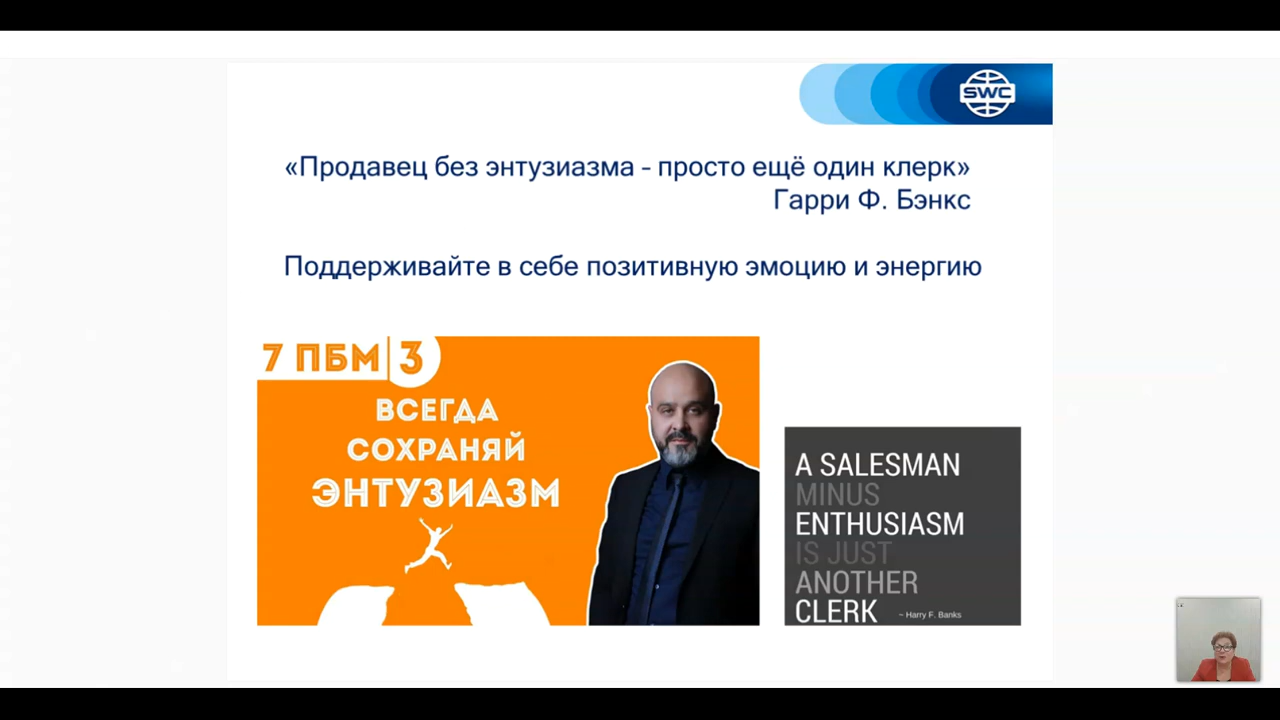 SWC
«Продавец без энтузиазма - просто ещё один клерк»
Гарри Ф. Бэнкс
Поддерживайте в себе позитивную эмоцию и энергию
7 ПБМ 3
ВСЕГДА
СОХРАНЯЙ
ЭНТУЗИАЗМ
A SALESMAN
MINUS
ENTHUSIASM
IS JUST
ANOTHER
CLERK
~ Harry F. Banks